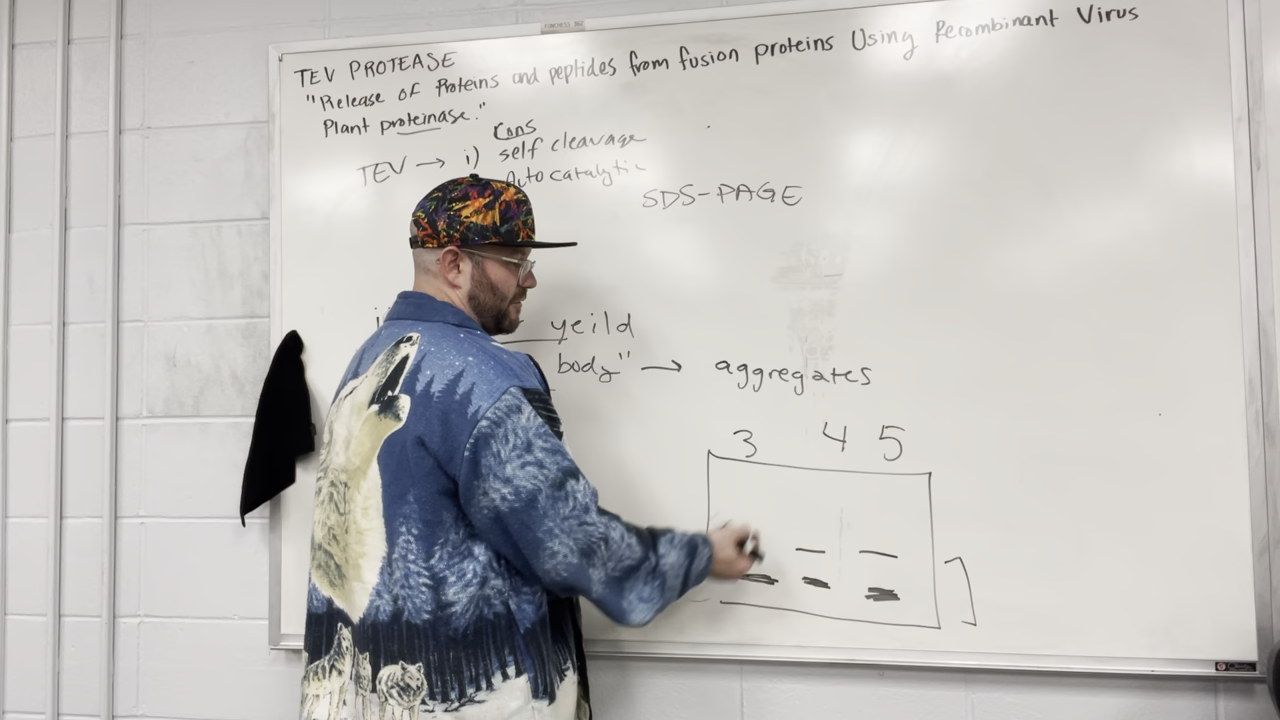 TEV PROTEASE
"Release of Proteins and peptides from fusion proteins Using Recombinant Virus
Plant proteinase."
Cons
TEV → i) self cleavage
Autocatalytic
SDS-PAGE
yeild
body" → aggregates
3 4 5